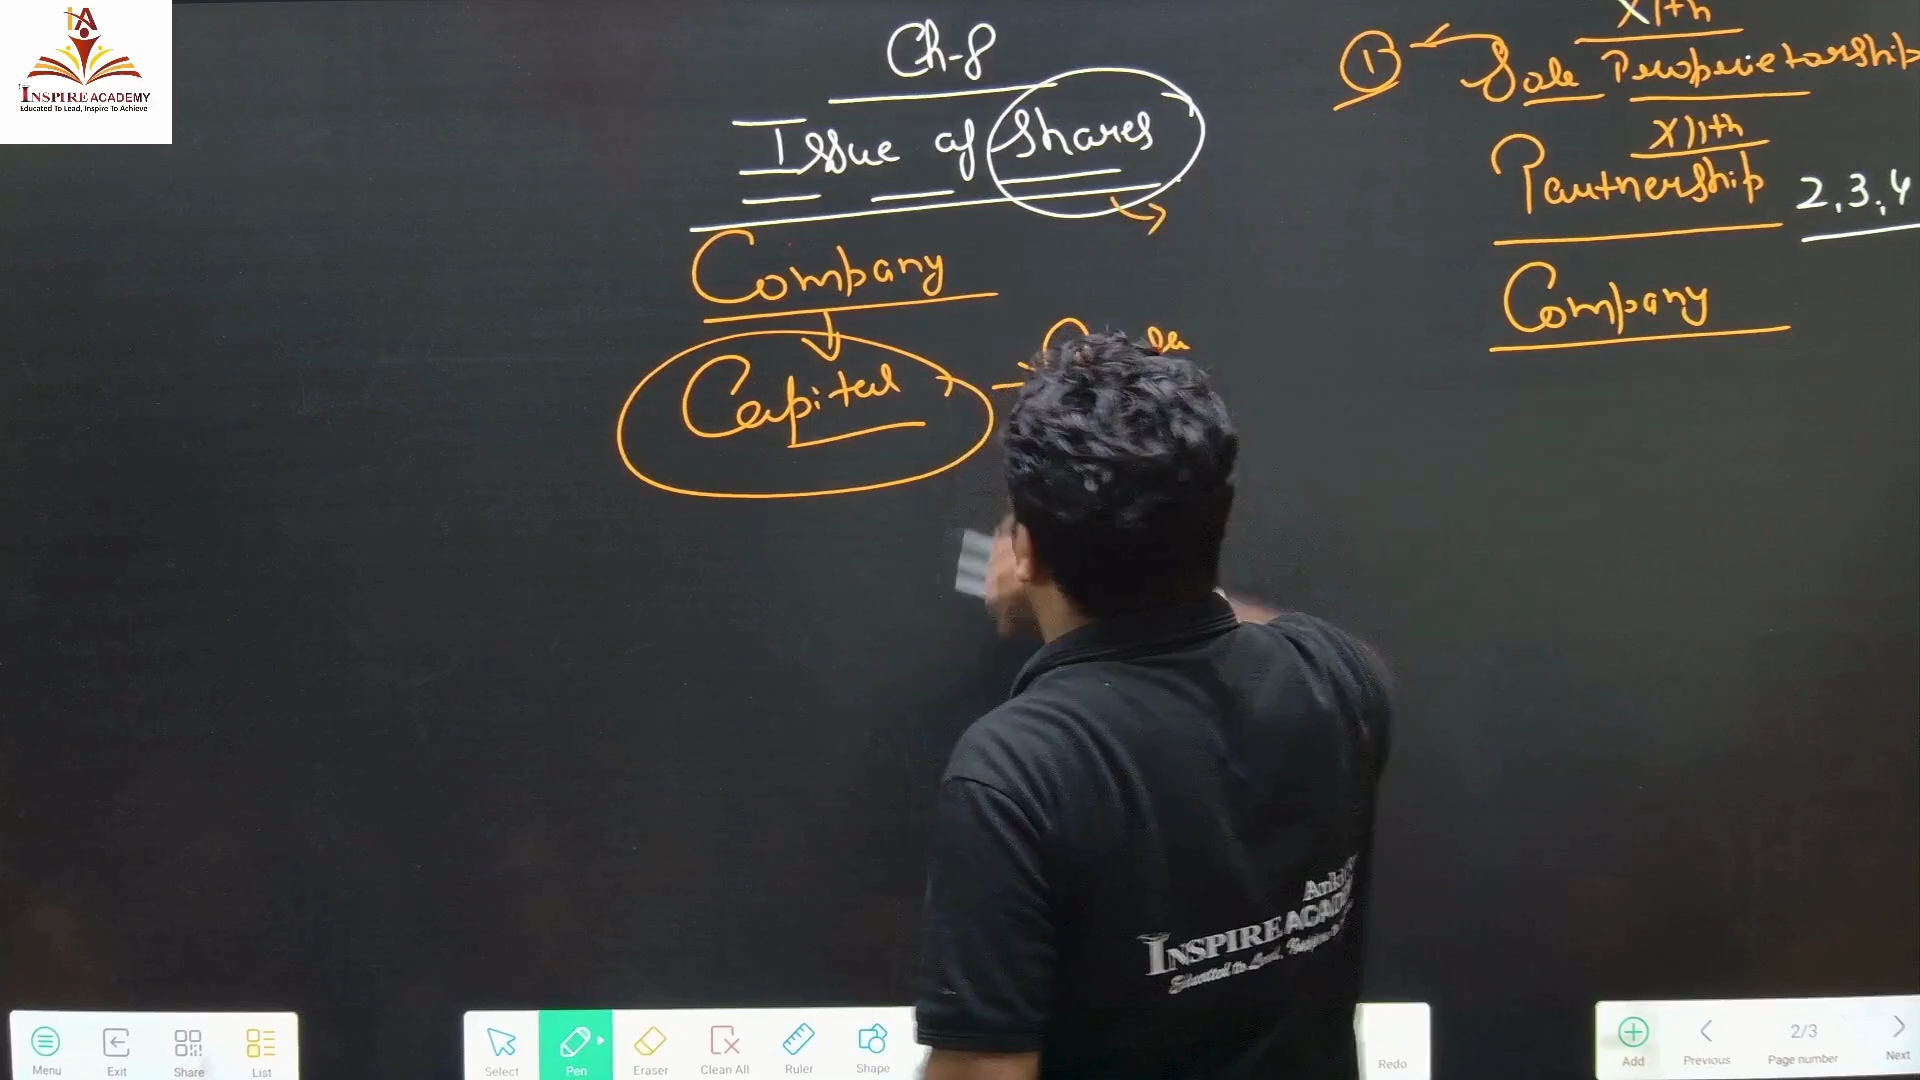 IA
INSPIRE ACADEMY
Educated To Lead, Inspire To Achieve
Ch-8
Issue of Shares
Company
Capital
XIth
① Sole Proprietorship
XIIth
Partnership 2, 3, 4
Company
INSPIRE ACAD
Menu
Exit
Share
List
Select
Pen
Eraser
Clean All
Ruler
Shape
Redo
Add
Previous
2/3
Page number
Next